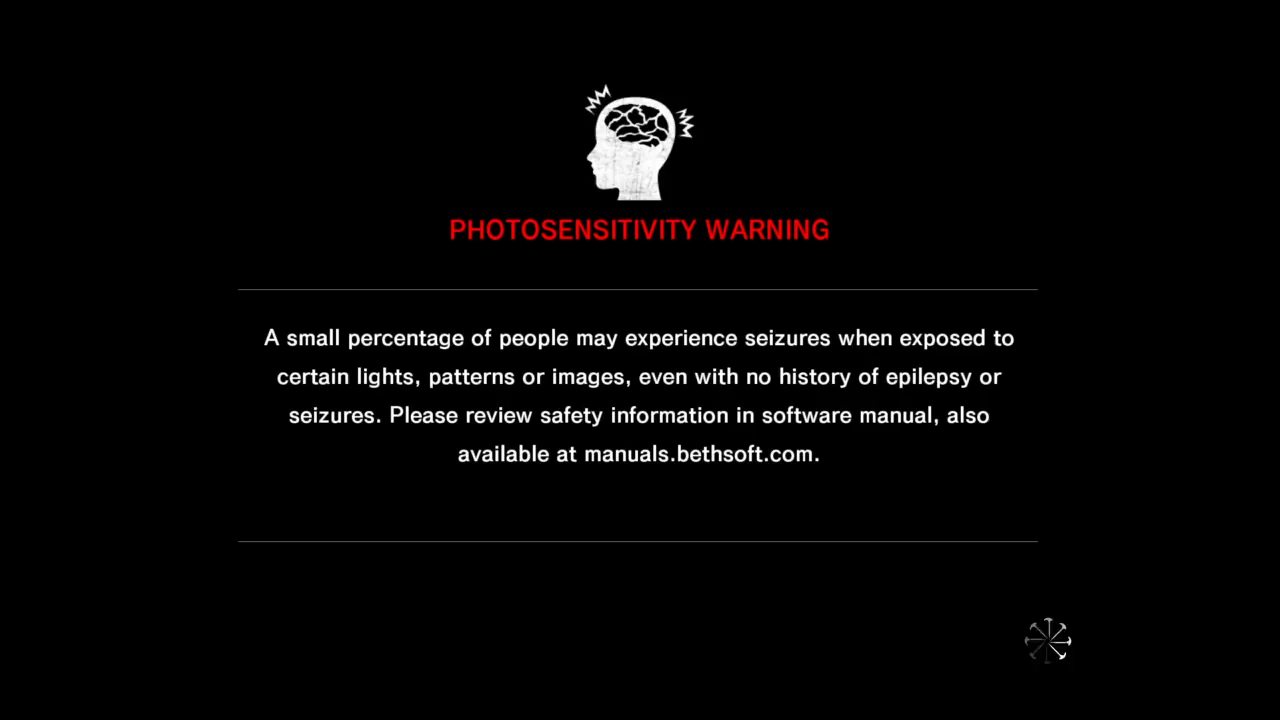 PHOTOSENSITIVITY WARNING
A small percentage of people may experience seizures when exposed to
certain lights, patterns or images, even with no history of epilepsy or
seizures. Please review safety information in software manual, also
available at manuals.bethsoft.com.